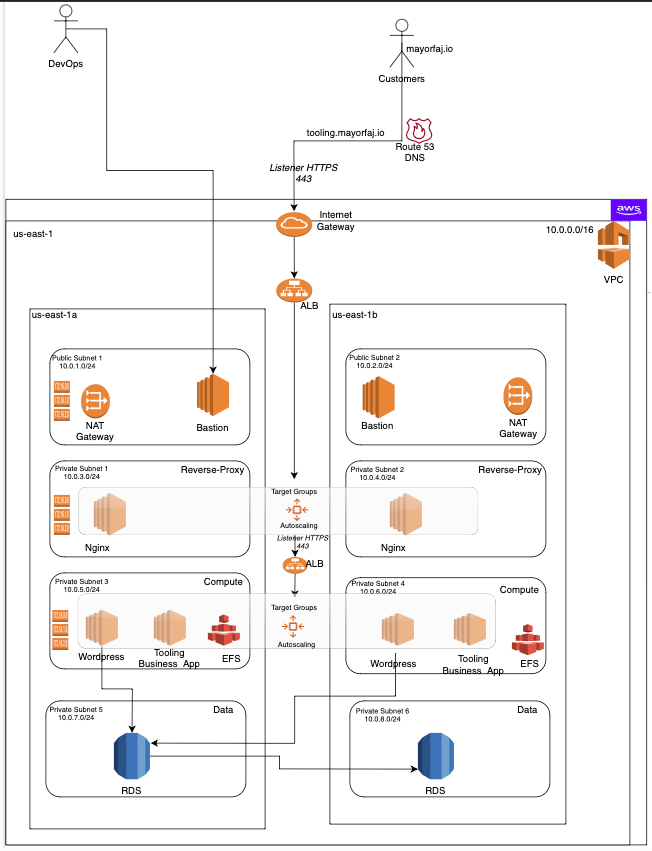 DevOps
mayorfaj.io
Customers
tooling.mayorfaj.io
Route 53
DNS
Listener HTTPS
443
aws
Internet
Gateway
us-east-1
10.0.0.0/16
VPC
ALB
us-east-1a
us-east-1b
Public Subnet 1
10.0.1.0/24
NAT
Gateway
Bastion
Public Subnet 2
10.0.2.0/24
Bastion
NAT
Gateway
Private Subnet 1
10.0.3.0/24
Reverse-Proxy
Nginx
Target Groups
Autoscaling
Private Subnet 2
10.0.4.0/24
Reverse-Proxy
Nginx
Listener HTTPS
443
ALB
Private Subnet 3
10.0.5.0/24
Compute
Wordpress
Tooling
Business App
EFS
Target Groups
Autoscaling
Private Subnet 4
10.0.6.0/24
Compute
Wordpress
Tooling
Business App
EFS
Private Subnet 5
10.0.7.0/24
Data
RDS
Private Subnet 6
10.0.8.0/24
Data
RDS